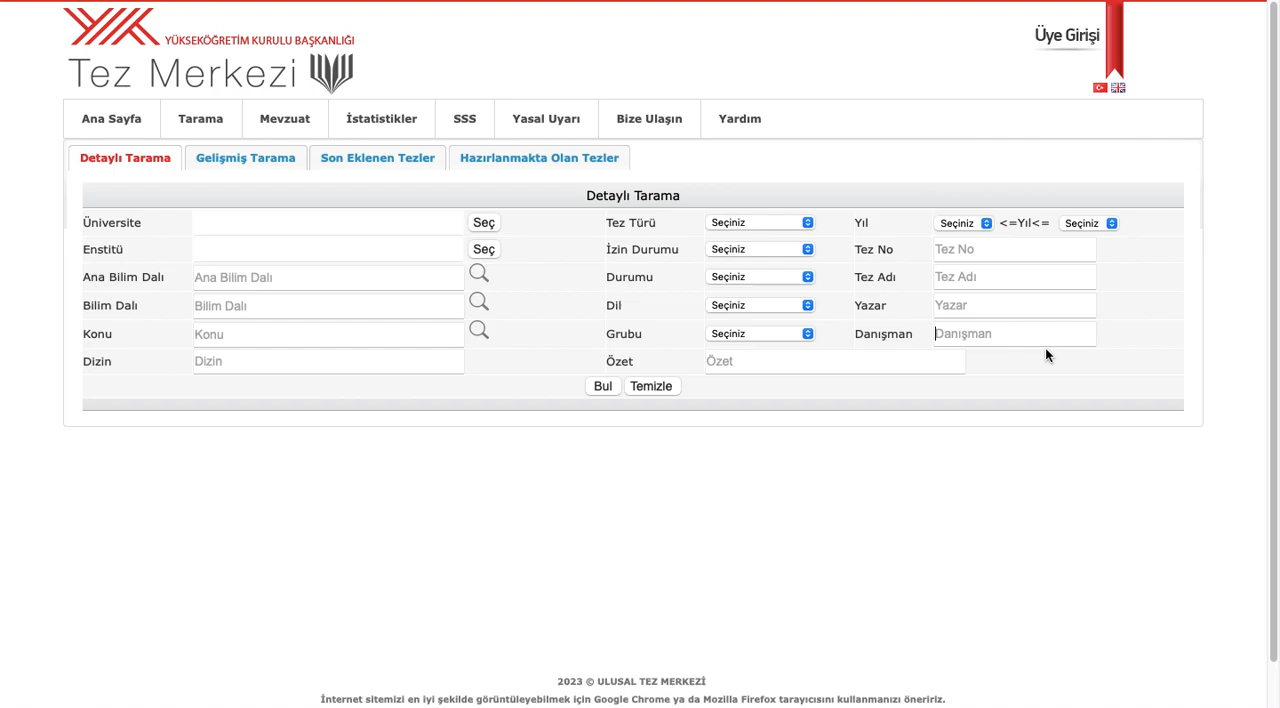 YÜKSEKÖĞRETİM KURULU BAŞKANLIĞI
Tez Merkezi
Üye Girişi
Ana Sayfa Tarama Mevzuat İstatistikler SSS Yasal Uyarı Bize Ulaşın Yardım
Detaylı Tarama Gelişmiş Tarama Son Eklenen Tezler Hazırlanmakta Olan Tezler
Detaylı Tarama
Üniversite Seç Tez Türü Seçiniz Yıl Seçiniz <=Yıl<= Seçiniz
Enstitü Seç İzin Durumu Seçiniz Tez No Tez No
Ana Bilim Dalı Ana Bilim Dalı Durumu Seçiniz Tez Adı Tez Adı
Bilim Dalı Bilim Dalı Dil Seçiniz Yazar Yazar
Konu Konu Grubu Seçiniz Danışman Danışman
Dizin Dizin Özet Özet
Bul Temizle
2023 © ULUSAL TEZ MERKEZİ
İnternet sitemizi en iyi şekilde görüntüleyebilmek için Google Chrome ya da Mozilla Firefox tarayıcısını kullanmanızı öneririz.